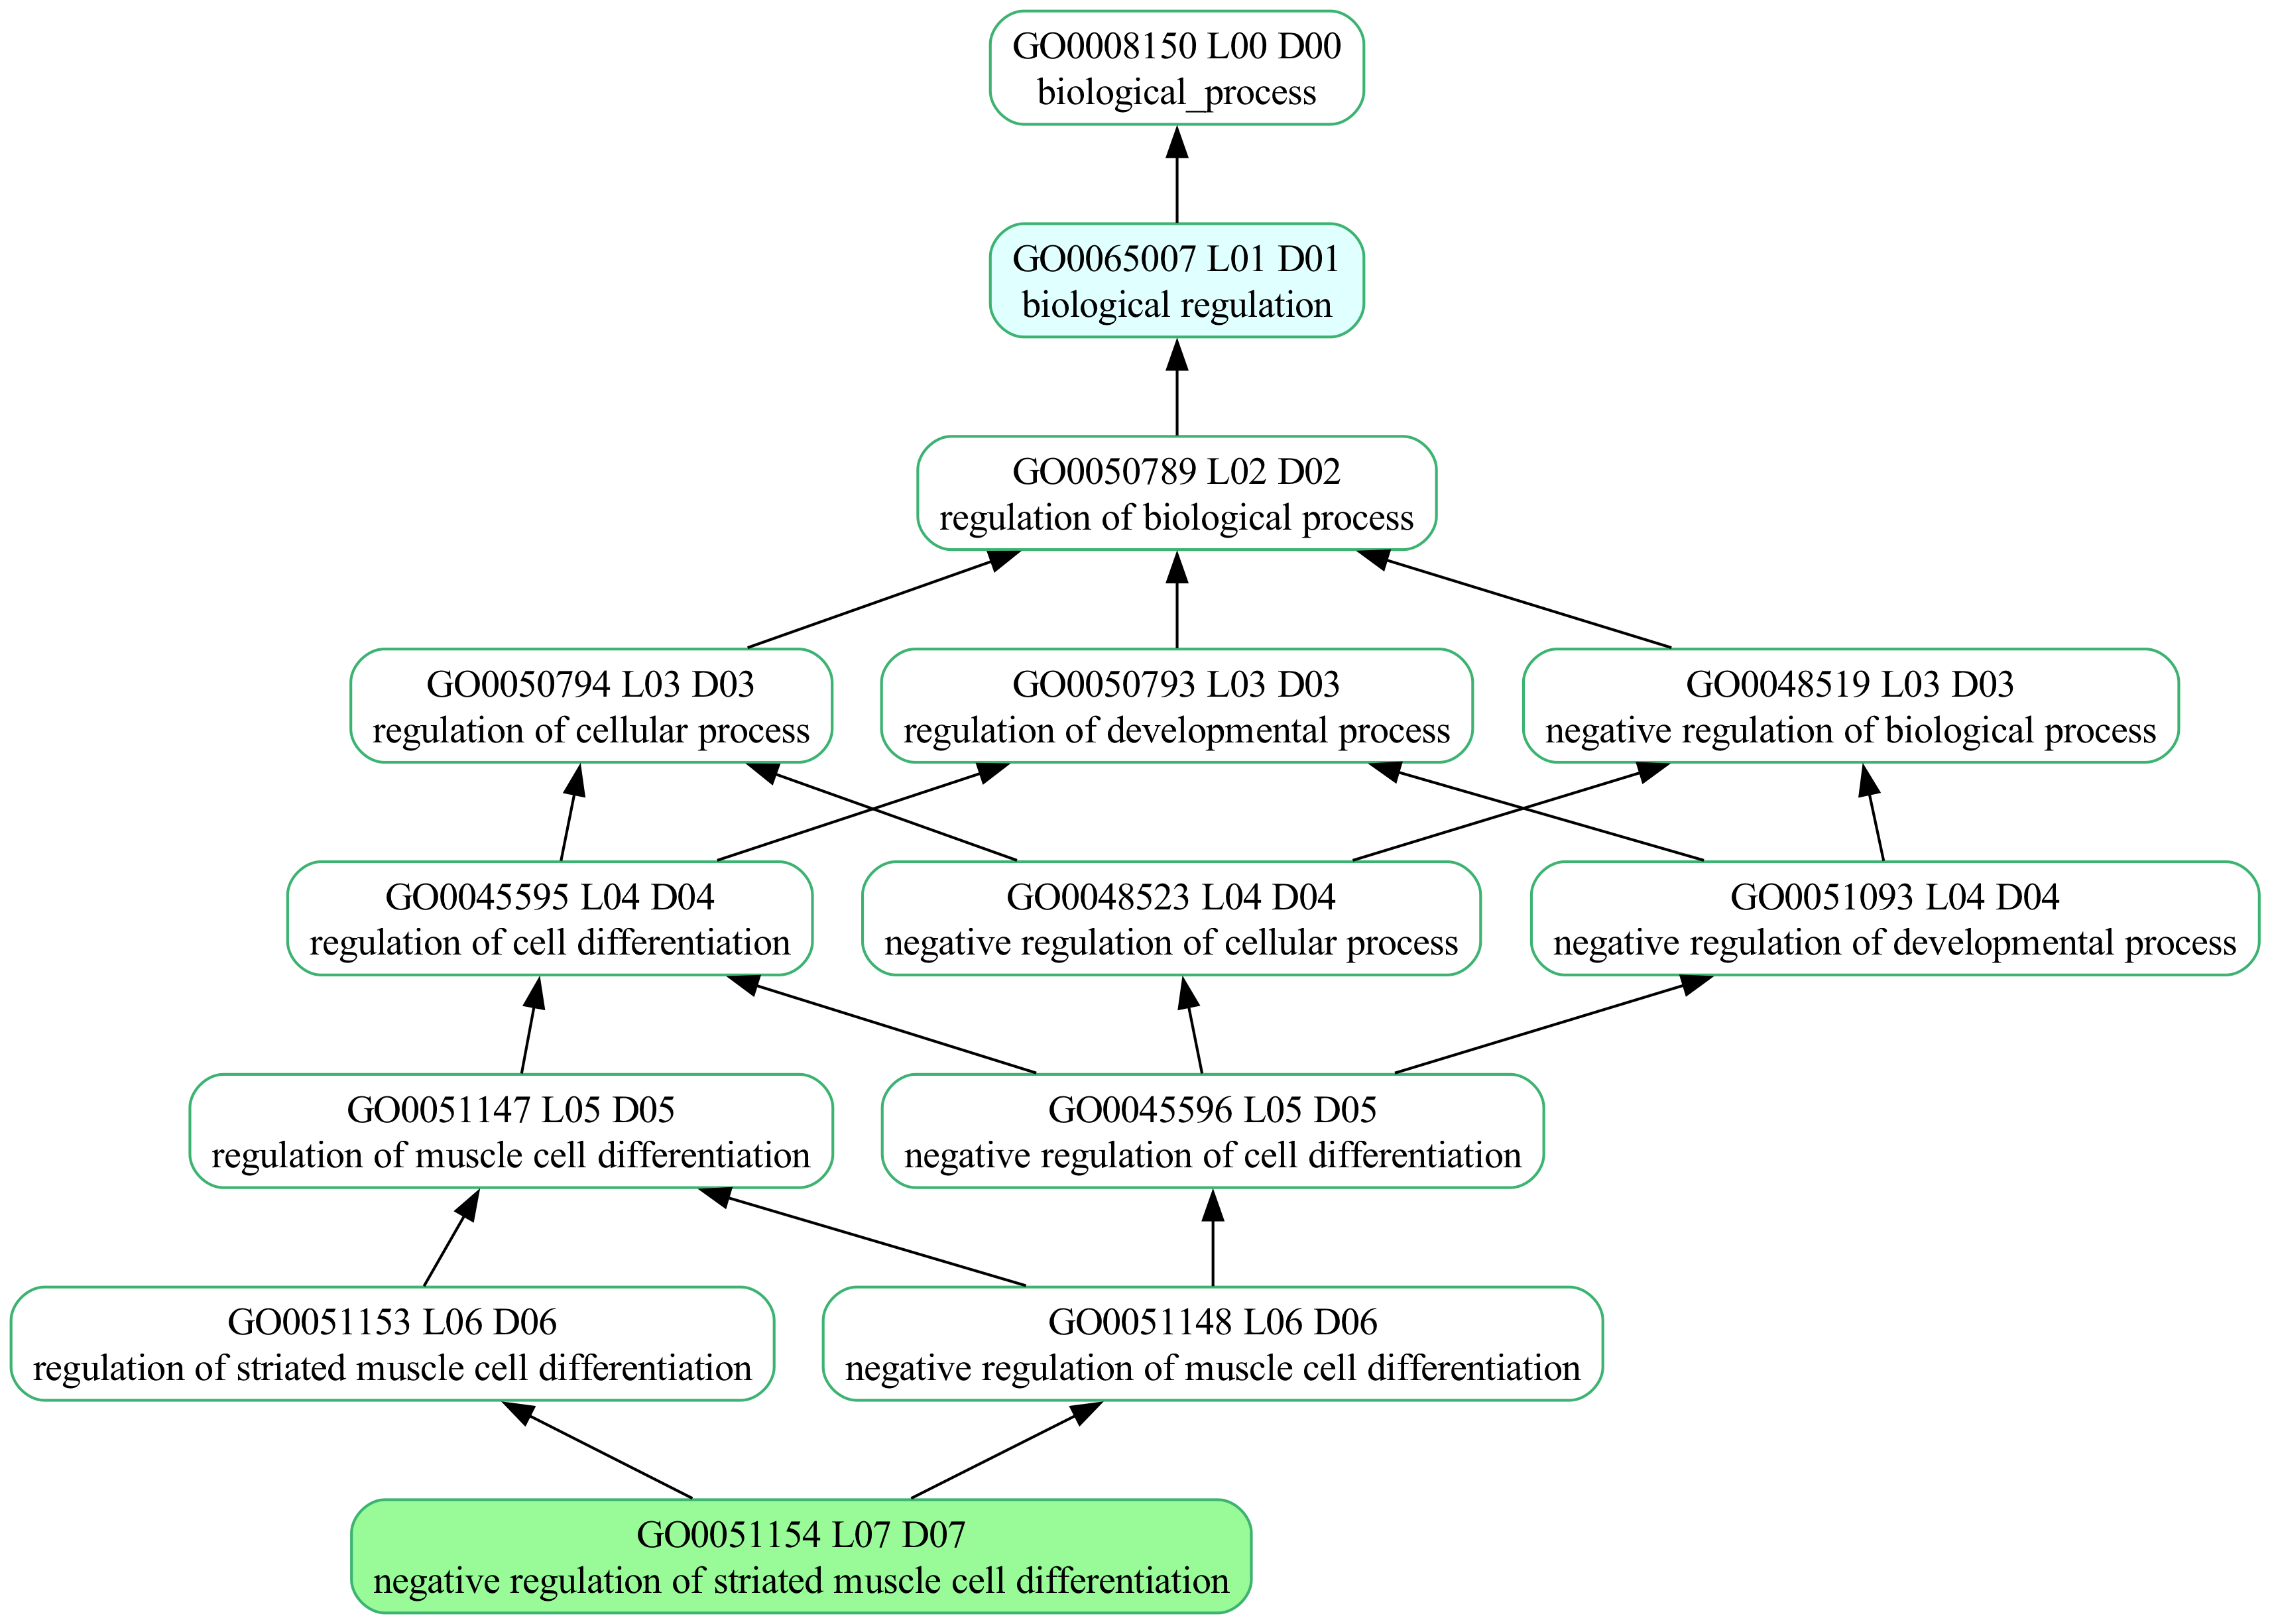 GO0008150 L00 D00
biological_process
GO0065007 L01 D01
biological regulation
GO0050789 L02 D02
regulation of biological process
GO0050794 L03 D03
regulation of cellular process
GO0050793 L03 D03
regulation of developmental process
GO0048519 L03 D03
negative regulation of biological process
GO0045595 L04 D04
regulation of cell differentiation
GO0048523 L04 D04
negative regulation of cellular process
GO0051093 L04 D04
negative regulation of developmental process
GO0051147 L05 D05
regulation of muscle cell differentiation
GO0045596 L05 D05
negative regulation of cell differentiation
GO0051153 L06 D06
regulation of striated muscle cell differentiation
GO0051148 L06 D06
negative regulation of muscle cell differentiation
GO0051154 L07 D07
negative regulation of striated muscle cell differentiation